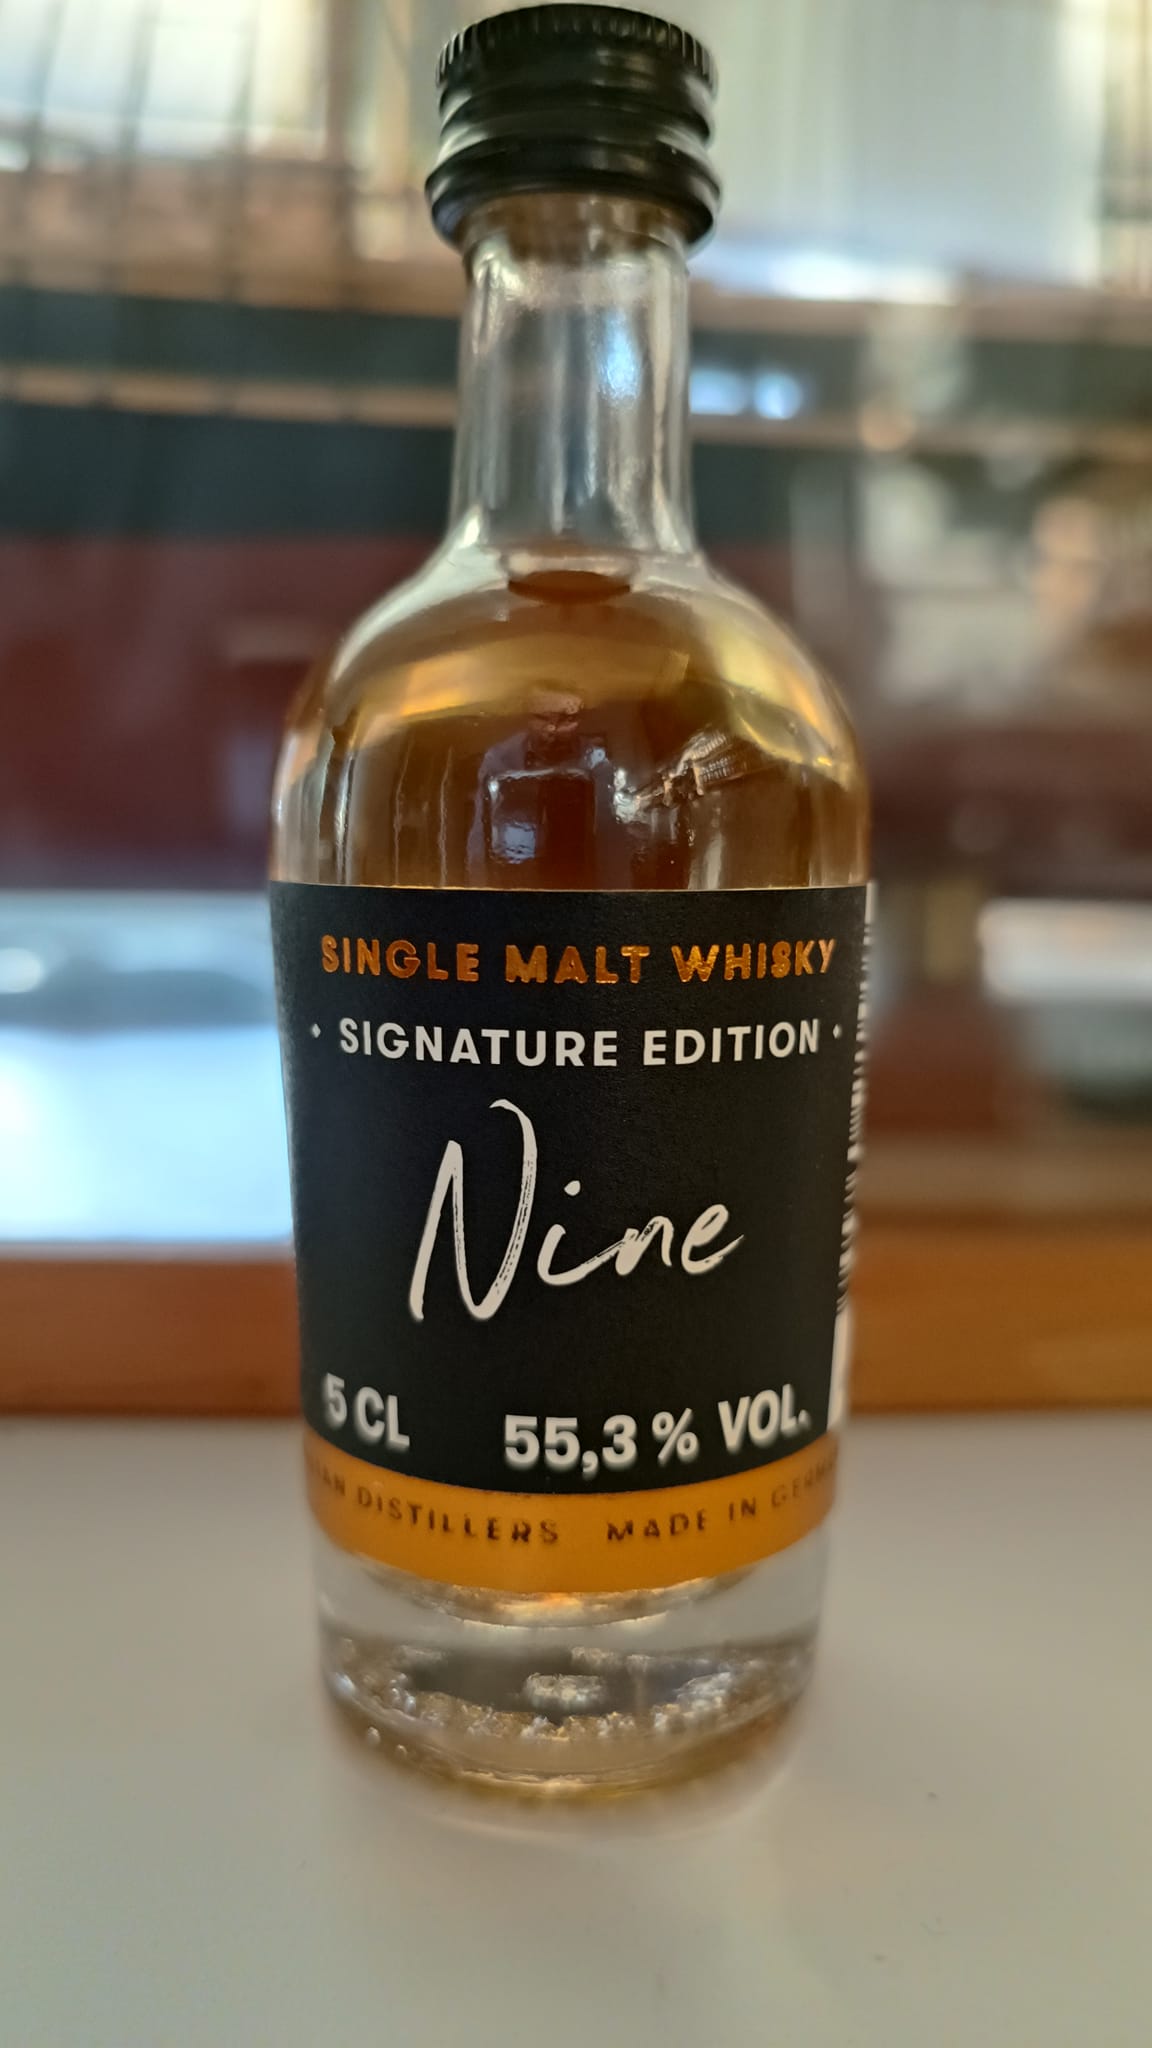 SINGLE MALT WHISKY
· SIGNATURE EDITION ·
Nine
5 CL 55,3 % VOL.
DISTILLERS MADE IN